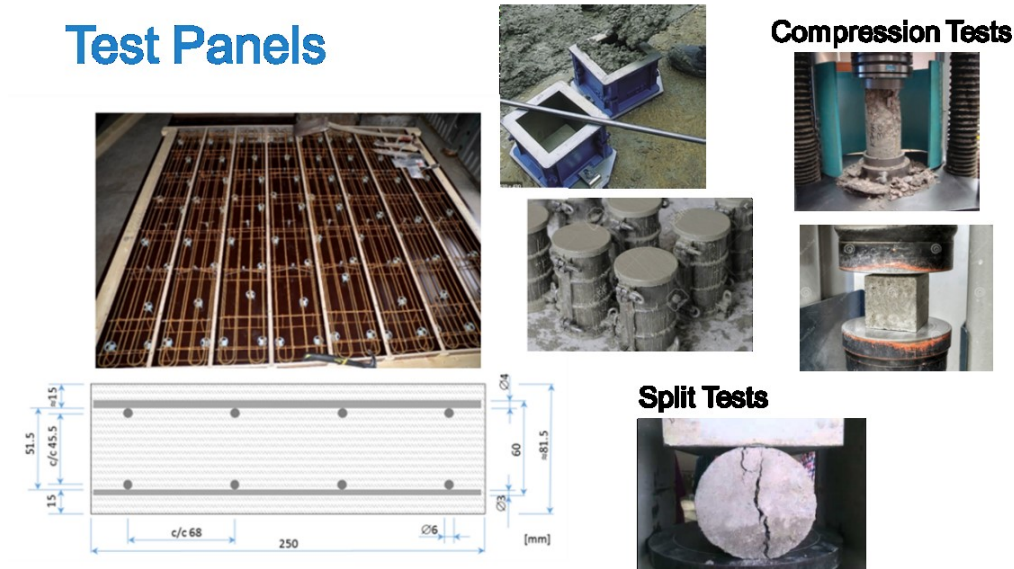 Test Panels
Compression Tests
Split Tests
≈15
51.5
c/c 45.5
15
Ø4
60
≈81.5
Ø3
c/c 68
Ø6
250
[mm]